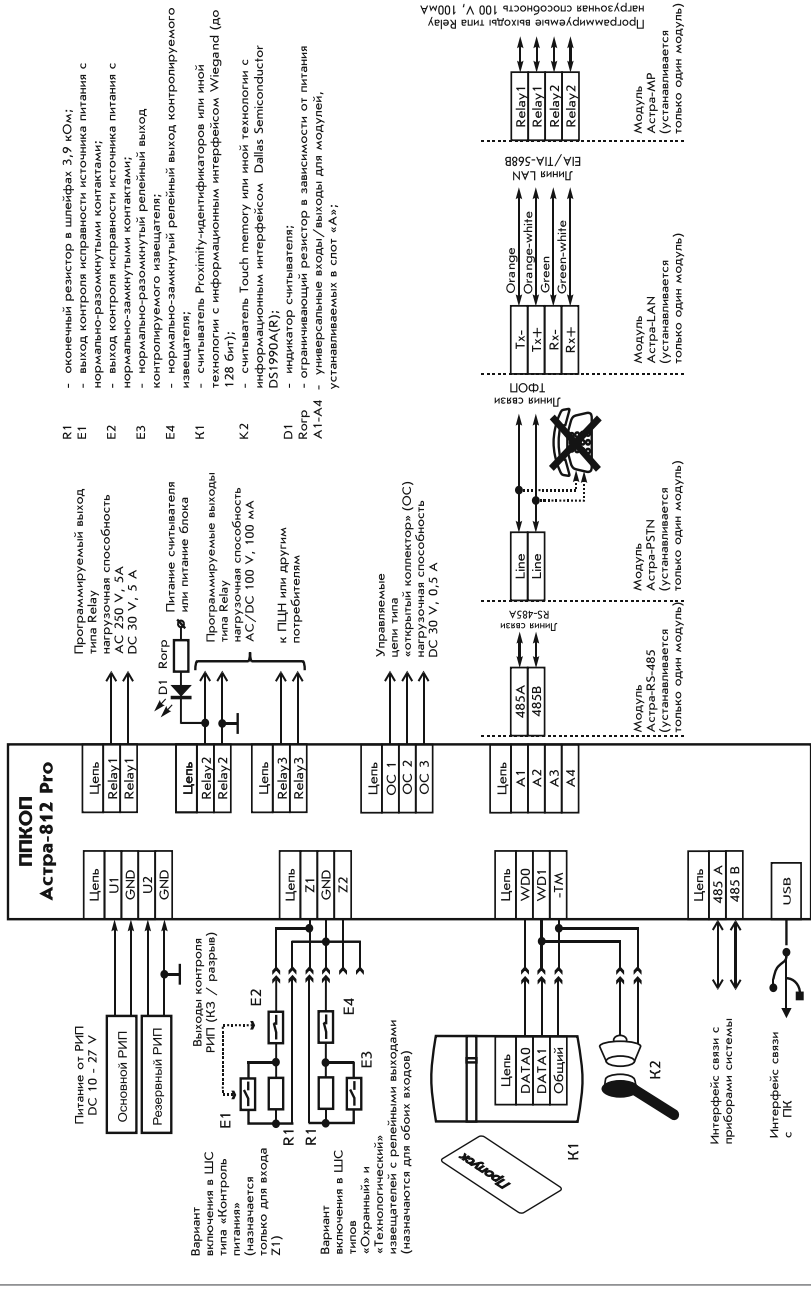 ППКОП
Астра-812 Pro
Питание от РИП
DC 10 - 27 V
Основной РИП
Резервный РИП
Цепь
U1
GND
U2
GND
Выходы контроля
РИП (КЗ / разрыв)
E1
E2
R1
R1
E3
E4
Цепь
Z1
GND
Z2
Вариант
включения в ШС
типа «Контроль
питания»
(назначается
только для входа
Z1)
Вариант
включения в ШС
типов
«Охранный» и
«Технологический»
извещателей с релейными выходами
(назначаются для обоих входов)
Пропуск
K1
Цепь
DATA0
DATA1
Общий
K2
Цепь
WD0
WD1
-TM
Интерфейс связи с
приборами системы
Цепь
485 A
485 B
Интерфейс связи
с ПК
USB
Цепь
Relay1
Relay1
Программируемый выход
типа Relay
нагрузочная способность
AC 250 V, 5A
DC 30 V, 5 A
Цепь
Relay2
Relay2
D1
Rогр
Питание считывателя
или питание блока
Программируемые выходы
типа Relay
нагрузочная способность
AC/DC 100 V, 100 мА
Цепь
Relay3
Relay3
к ПЦН или другим
потребителям
Цепь
OC 1
OC 2
OC 3
Управляемые
цепи типа
«открытый коллектор» (ОС)
нагрузочная способность
DC 30 V, 0,5 A
Цепь
A1
A2
A3
A4
485A
485B
Линия связи
RS-485A
Модуль
Астра-RS-485
(устанавливается
только один модуль)
Line
Line
Линия связи
ТФОП
Модуль
Астра-PSTN
(устанавливается
только один модуль)
Tx-
Tx+
Rx-
Rx+
Orange
Orange-white
Green
Green-white
Линия LAN
EIA/TIA-568B
Модуль
Астра-LAN
(устанавливается
только один модуль)
Relay1
Relay1
Relay2
Relay2
Программируемые выходы типа Relay
нагрузочная способность 100 V, 100мА
Модуль
Астра-МР
(устанавливается
только один модуль)
R1 - оконечный резистор в шлейфах 3,9 кОм;
E1 - выход контроля исправности источника питания с
нормально-разомкнутыми контактами;
E2 - выход контроля исправности источника питания с
нормально-замкнутыми контактами;
E3 - нормально-разомкнутый релейный выход
контролируемого извещателя;
E4 - нормально-замкнутый релейный выход контролируемого
извещателя;
K1 - считыватель Proximity-идентификаторов или иной
технологии с информационным интерфейсом Wiegand (до
128 бит);
K2 - считыватель Touch memory или иной технологии с
информационным интерфейсом Dallas Semiconductor
DS1990A(R);
D1 - индикатор считывателя;
Rогр - ограничивающий резистор в зависимости от питания
A1-A4 - универсальные входы/выходы для модулей,
устанавливаемых в слот «А»;